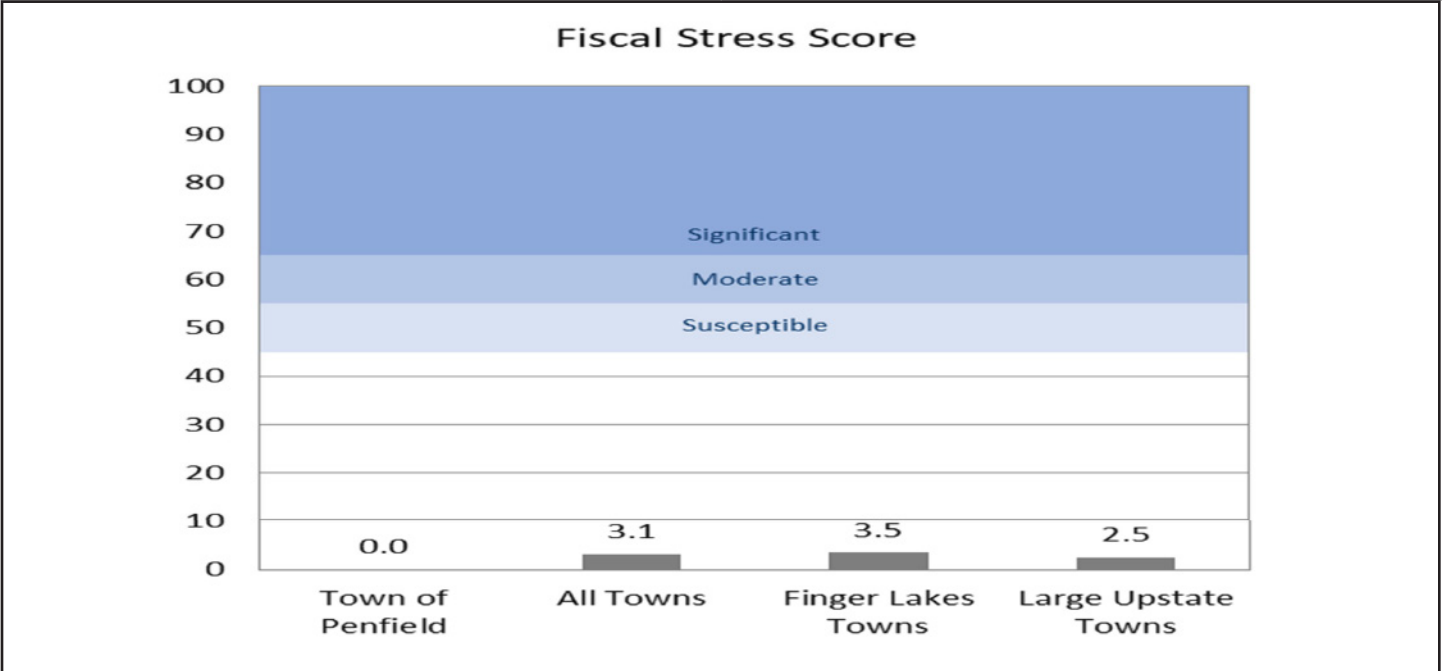 Fiscal Stress Score
100
90
80
70
60
50
40
30
20
10
0
Significant
Moderate
Susceptible
0.0
3.1
3.5
2.5
Town of
Penfield
All Towns
Finger Lakes
Towns
Large Upstate
Towns